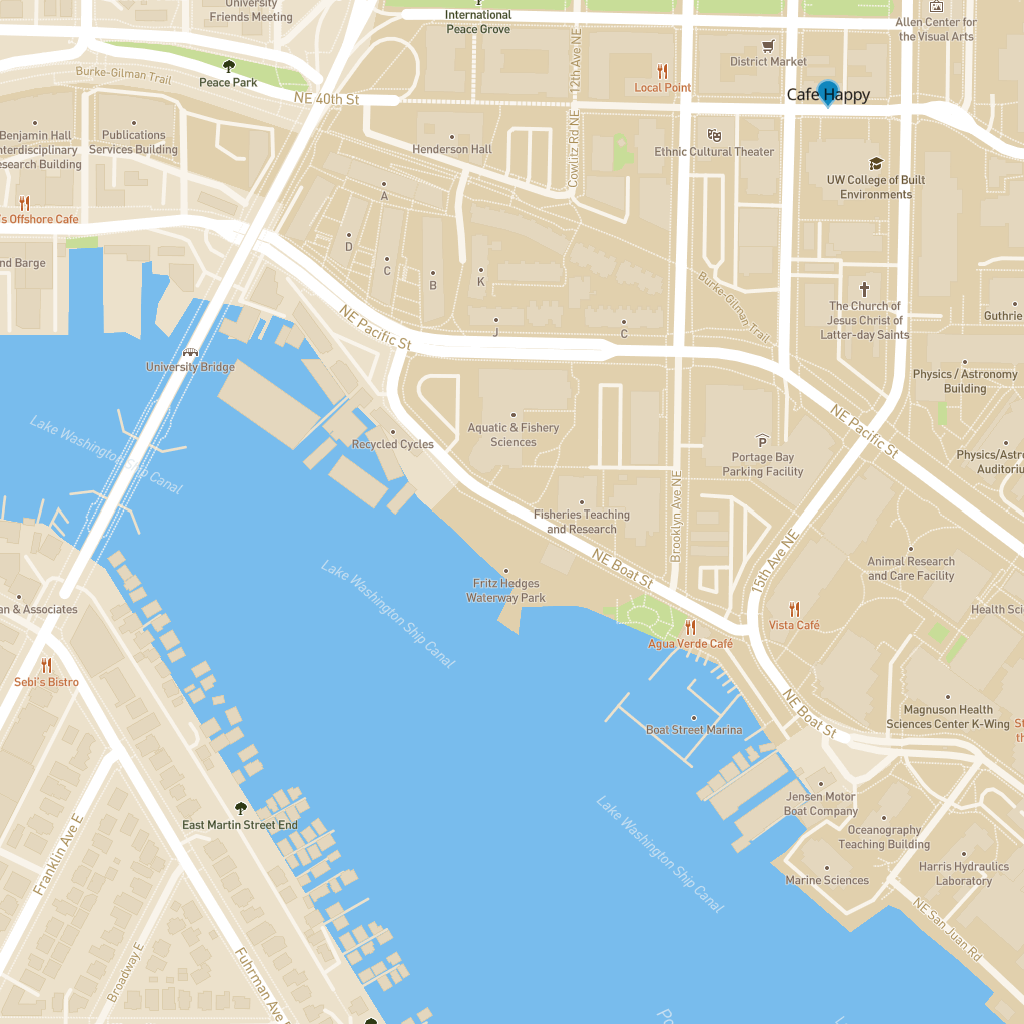 University
Friends Meeting
International
Peace Grove
Allen Center for
the Visual Arts
District Market
Burke-Gilman Trail
Peace Park
NE 40th St
12th Ave NE
Local Point
Cafe Happy
Benjamin Hall
Interdisciplinary
Research Building
Publications
Services Building
Henderson Hall
Cowlitz Rd NE
Ethnic Cultural Theater
UW College of Built
Environments
's Offshore Cafe
A
D
C
B
K
J
C
nd Barge
Burke-Gilman Trail
The Church of
Jesus Christ of
Latter-day Saints
Guthrie
NE Pacific St
University Bridge
Physics / Astronomy
Building
Lake Washington Ship Canal
Recycled Cycles
Aquatic & Fishery
Sciences
Portage Bay
Parking Facility
NE Pacific St
Physics/Astro
Auditoriu
Brooklyn Ave NE
Fisheries Teaching
and Research
15th Ave NE
Animal Research
and Care Facility
NE Boat St
Lake Washington Ship Canal
Fritz Hedges
Waterway Park
an & Associates
Health Sci
Vista Café
Agua Verde Café
Sebi's Bistro
NE Boat St
Magnuson Health
Sciences Center K-Wing
Boat Street Marina
St
th
Jensen Motor
Boat Company
East Martin Street End
Lake Washington Ship Canal
Oceanography
Teaching Building
Franklin Ave E
Marine Sciences
Harris Hydraulics
Laboratory
NE San Juan Rd
Broadway E
Fuhrman Ave E
Po
La